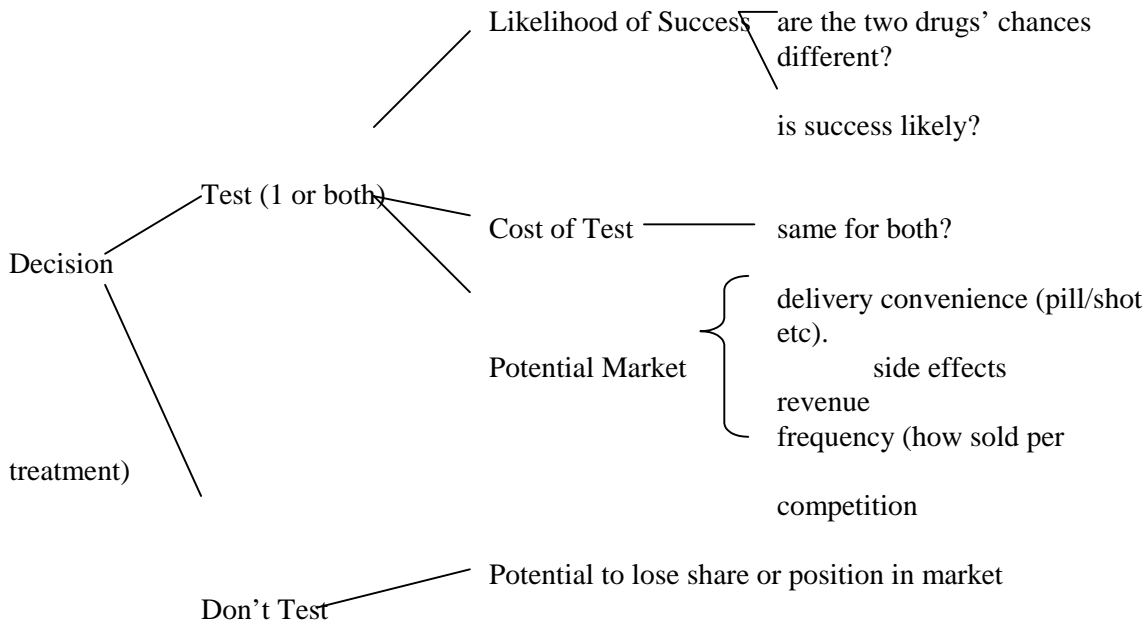 Likelihood of Success
are the two drugs’ chances
different?
is success likely?
Test (1 or both)
Cost of Test
same for both?
Decision
delivery convenience (pill/shot
etc).
Potential Market
side effects
revenue
frequency (how sold per
treatment)
competition
Potential to lose share or position in market
Don’t Test